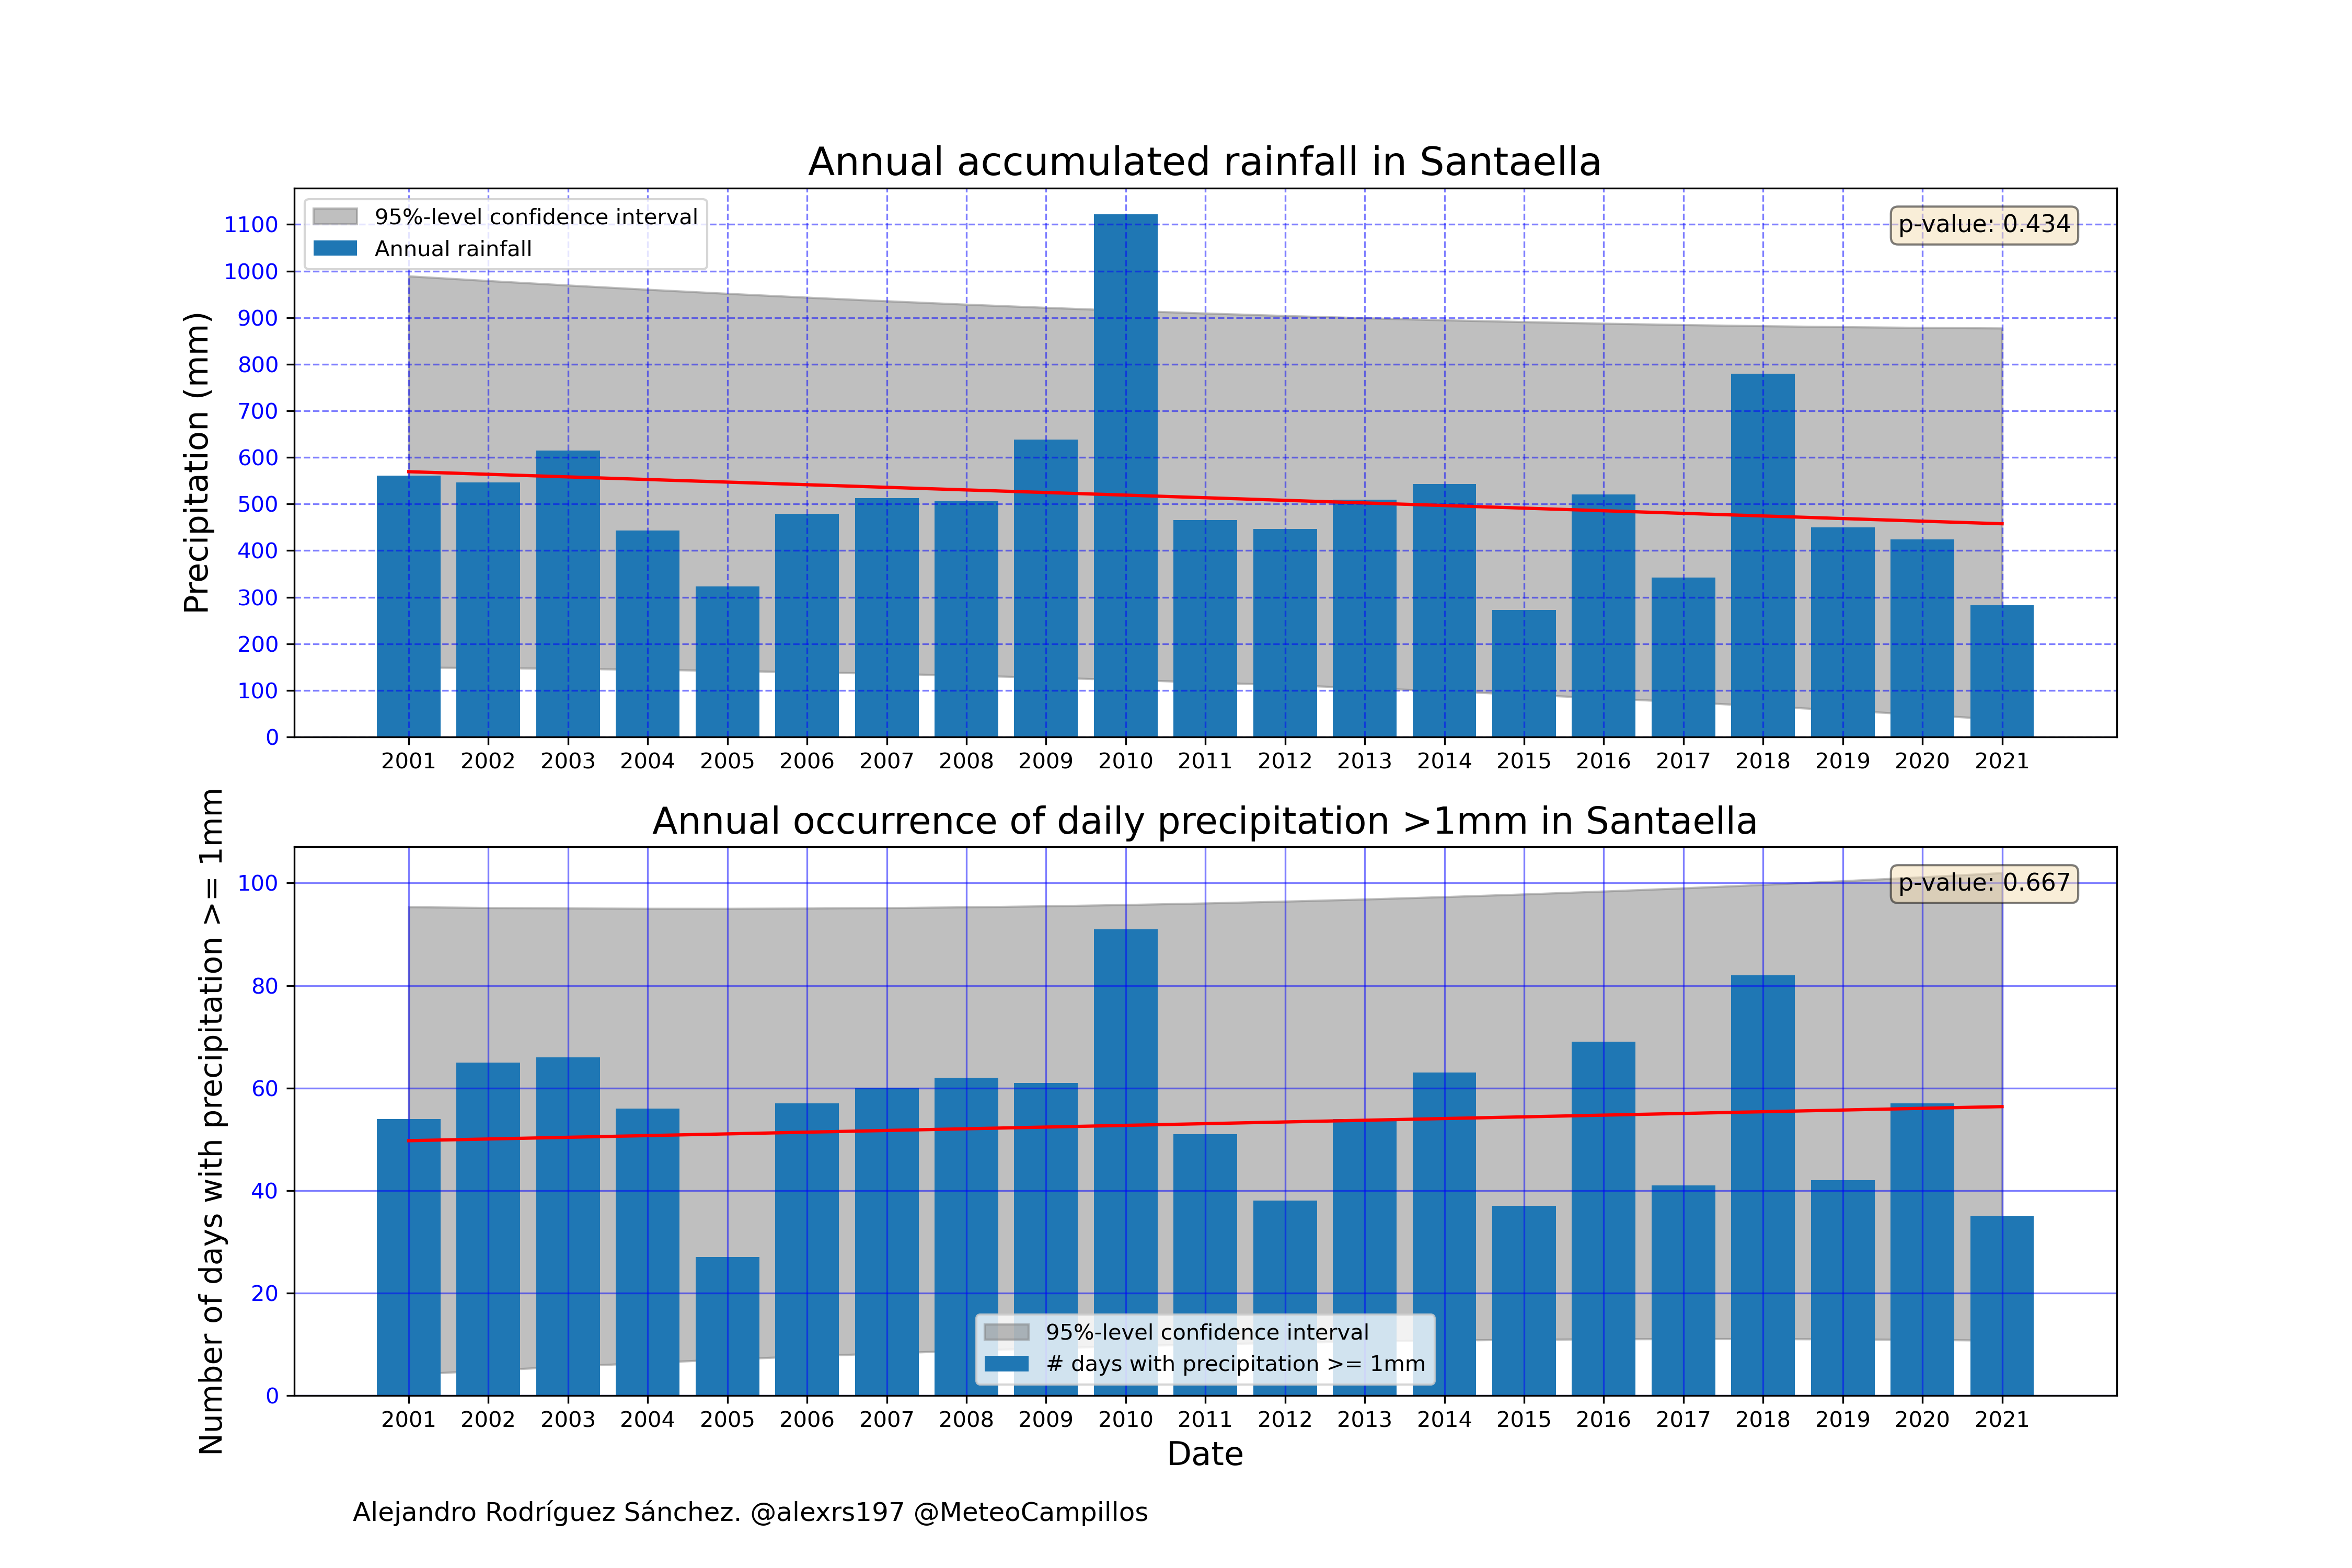 Annual accumulated rainfall in Santaella
95%-level confidence interval
Annual rainfall
p-value: 0.434
Precipitation (mm)
1100
1000
900
800
700
600
500
400
300
200
100
0
2001 2002 2003 2004 2005 2006 2007 2008 2009 2010 2011 2012 2013 2014 2015 2016 2017 2018 2019 2020 2021
Annual occurrence of daily precipitation >1mm in Santaella
p-value: 0.667
Number of days with precipitation >= 1mm
100
80
60
40
20
0
95%-level confidence interval
# days with precipitation >= 1mm
2001 2002 2003 2004 2005 2006 2007 2008 2009 2010 2011 2012 2013 2014 2015 2016 2017 2018 2019 2020 2021
Date
Alejandro Rodríguez Sánchez. @alexrs197 @MeteoCampillos